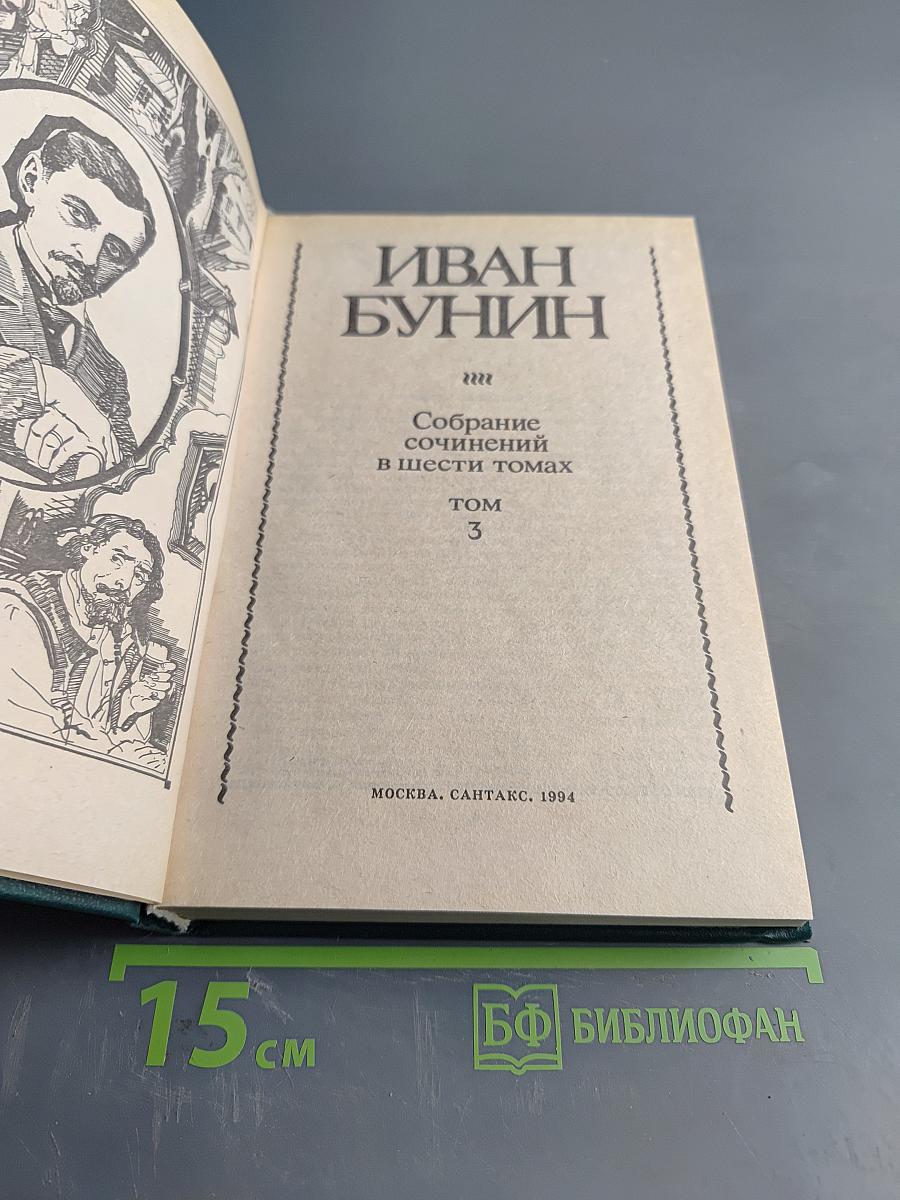 ИВАН
БУНИН
Собрание
сочинений
в шести томах
том
3
МОСКВА. САНТАКС. 1994
15 см
БФ БИБЛИОФАН